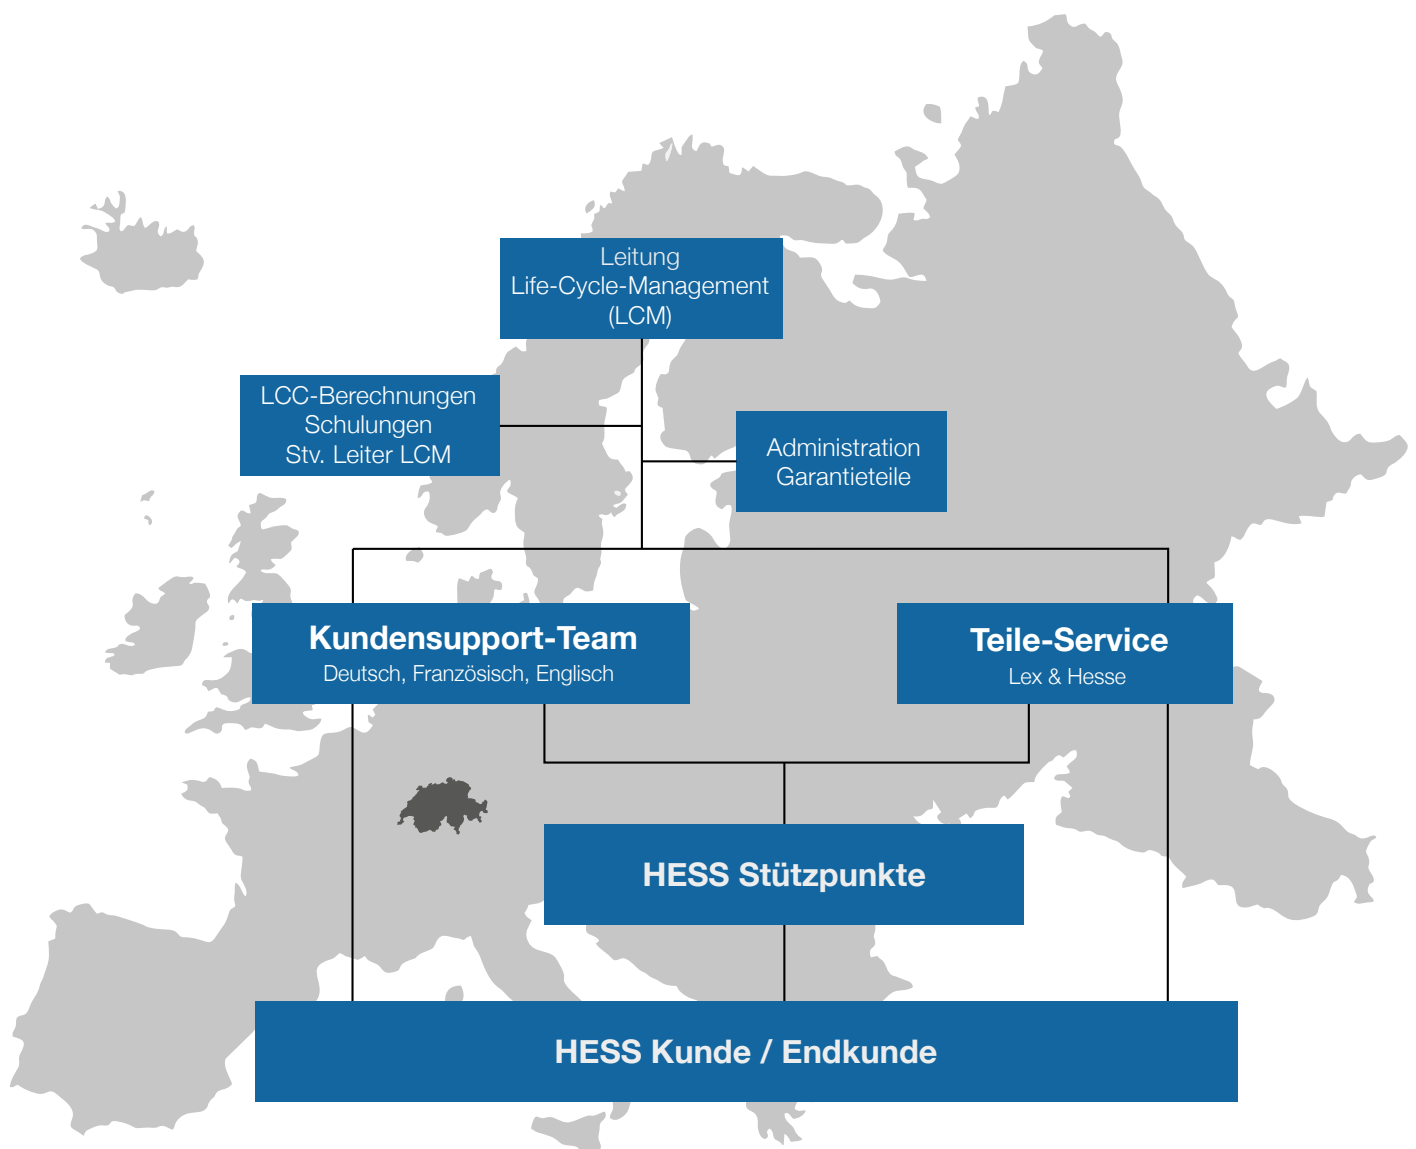 Leitung
Life-Cycle-Management
(LCM)
LCC-Berechnungen
Schulungen
Stv. Leiter LCM
Administration
Garantieteile
Kundensupport-Team
Deutsch, Französisch, Englisch
Teile-Service
Lex & Hesse
HESS Stützpunkte
HESS Kunde / Endkunde